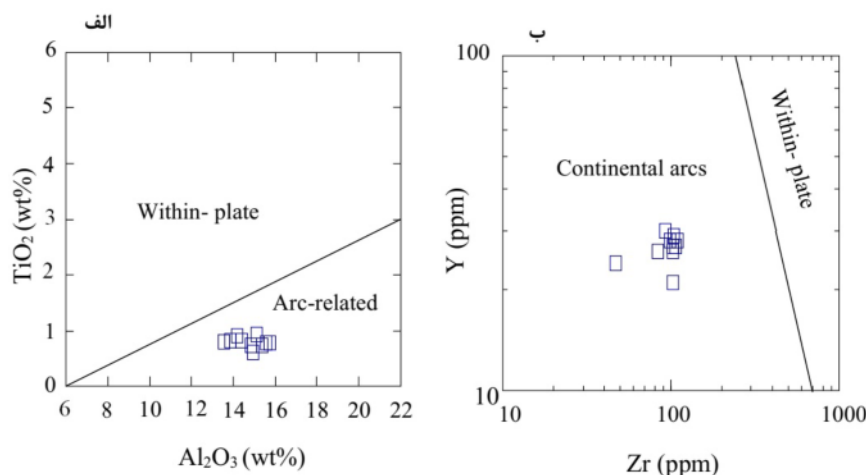 الف
6
5
4
3
2
1
0
TiO₂ (wt%)
Within- plate
Arc-related
6 8 10 12 14 16 18 20 22
Al₂O₃ (wt%)
ب
100
10
Y (ppm)
Continental arcs
Within- plate
10 100 1000
Zr (ppm)